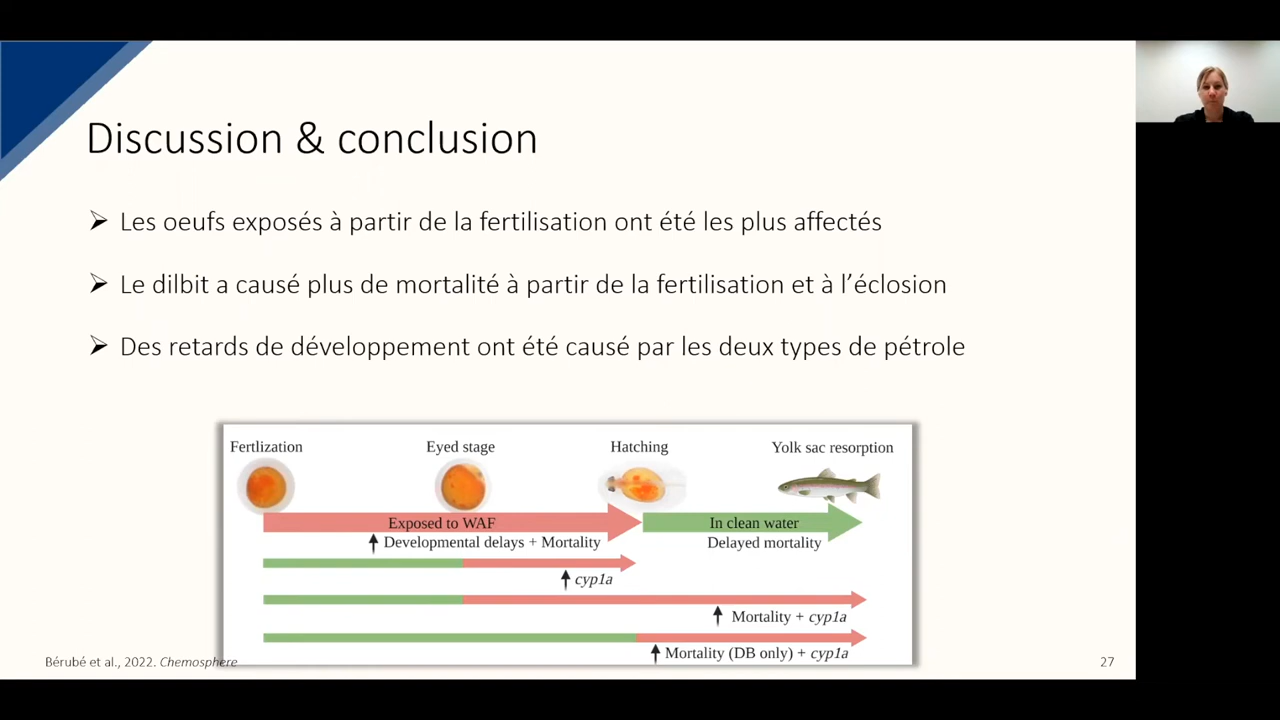 Discussion & conclusion
Les oeufs exposés à partir de la fertilisation ont été les plus affectés
Le dilbit a causé plus de mortalité à partir de la fertilisation et à l’éclosion
Des retards de développement ont été causé par les deux types de pétrole
Fertlization Eyed stage Hatching Yolk sac resorption
Exposed to WAF In clean water
Developmental delays + Mortality Delayed mortality
cyp1a
Mortality + cyp1a
Mortality (DB only) + cyp1a
Bérubé et al., 2022. Chemosphere 27